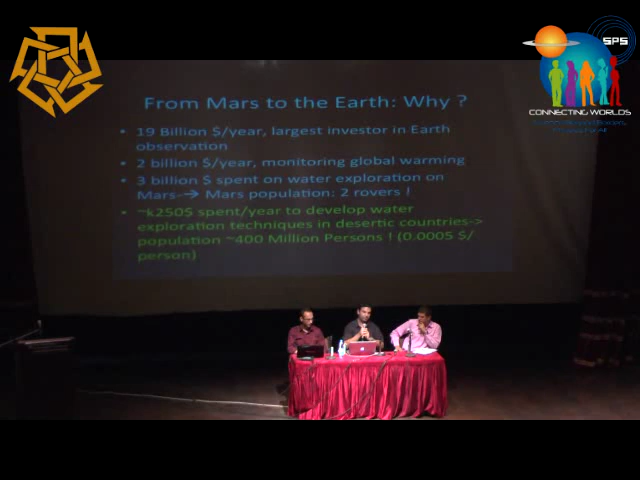 SPS
CONNECTING WORLDS
From Mars to the Earth: Why ?
• 19 Billion $/year, largest investor in Earth
observation
• 2 billion $/year, monitoring global warming
• 3 billion $ spent on water exploration on
Mars-→ Mars population: 2 rovers !
• ~k250$ spent/year to develop water
exploration techniques in desertic countries->
population ~400 Million Persons ! (0.0005 $/
person)